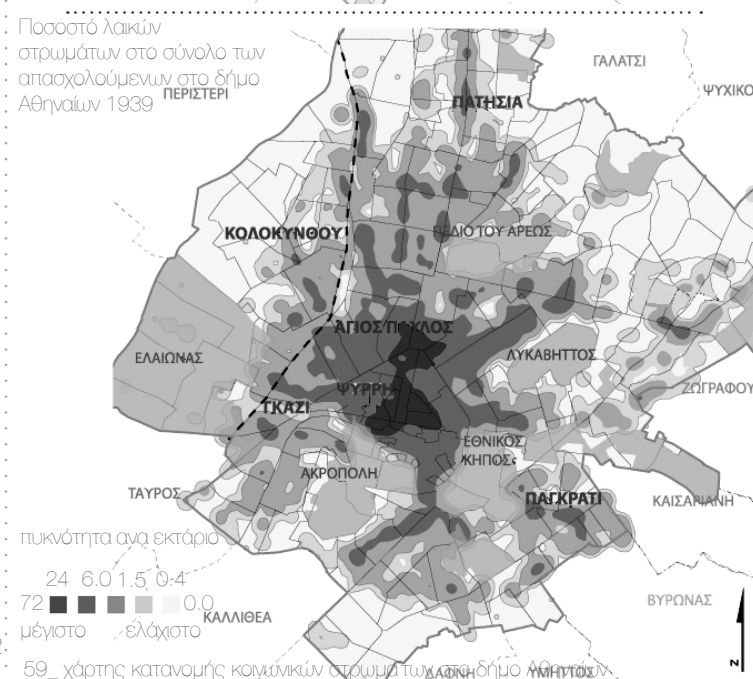 Ποσοστό λαικών
στρωμάτων στο σύνολο των
απασχολούμενων στο δήμο
Αθηναίων 1939
ΠΕΡΙΣΤΕΡΙ
ΓΑΛΑΤΣΙ
ΨΥΧΙΚΟ
ΠΑΤΗΣΙΑ
ΚΟΛΟΚΥΝΘΟΥ
ΠΕΔΙΟ ΤΟΥ ΑΡΕΩΣ
ΑΓΙΟΣ ΠΑΥΛΟΣ
ΕΛΑΙΩΝΑΣ
ΛΥΚΑΒΗΤΤΟΣ
ΨΥΡΡΗ
ΖΩΓΡΑΦΟΥ
ΓΚΑΖΙ
ΕΘΝΙΚΟΣ
ΚΗΠΟΣ
ΑΚΡΟΠΟΛΗ
ΤΑΥΡΟΣ
ΠΑΓΚΡΑΤΙ
ΚΑΙΣΑΡΙΑΝΗ
πυκνότητα ανα εκτάριο
24 6.0 1.5 0.4
72 0.0
μέγιστο ελάχιστο
ΚΑΛΛΙΘΕΑ
ΒΥΡΩΝΑΣ
N
59_ χάρτης κατανομής κοινωνικών στρωμάτων στο δήμο Αθηναίων
ΔΑΦΝΗ ΥΜΗΤΤΟΣ